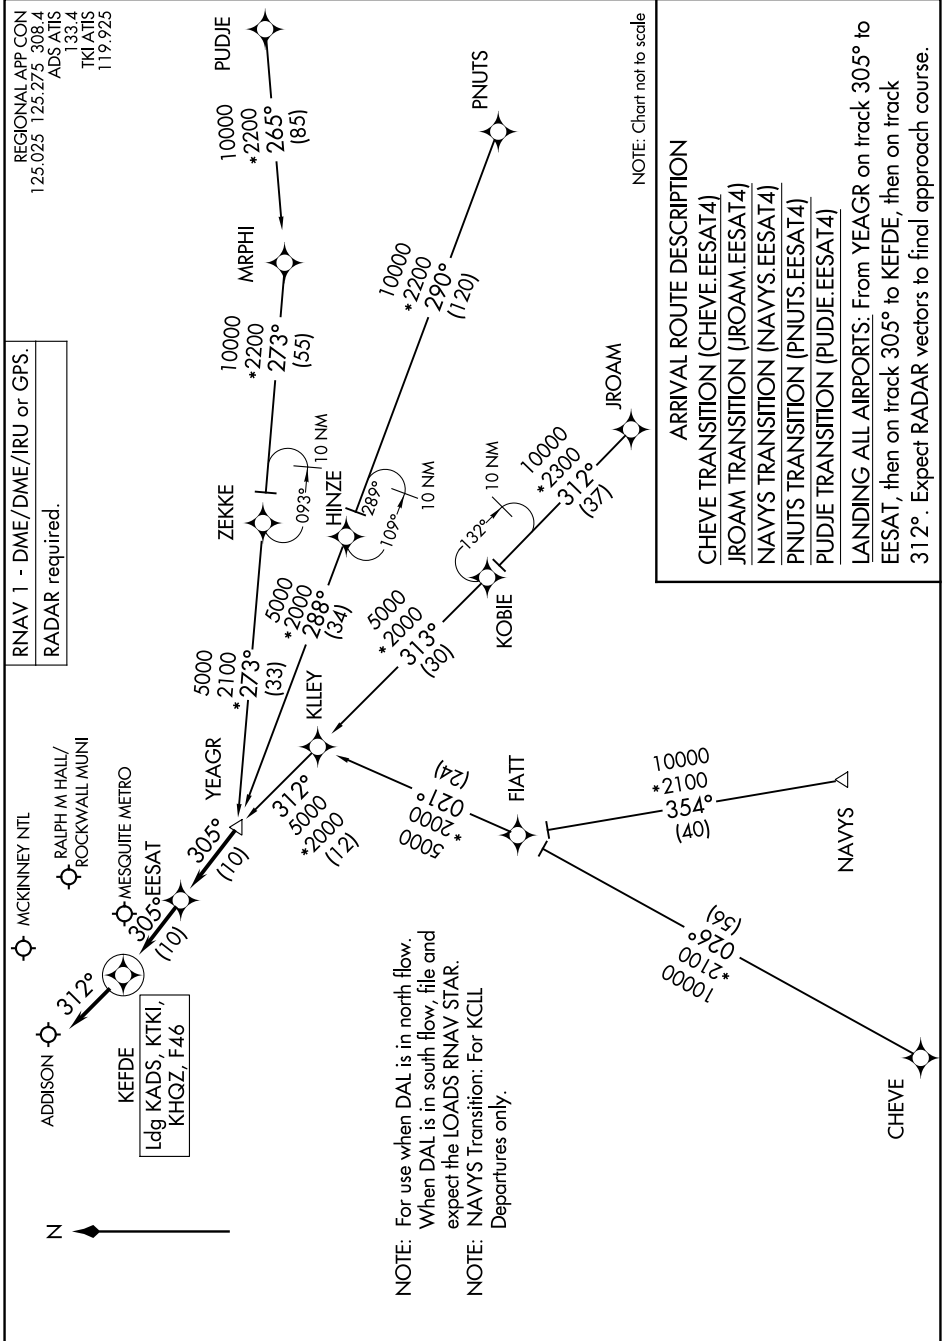 REGIONAL APP CON
125.025 125.275 308.4
ADS ATIS
133.4
TKI ATIS
119.925
RNAV 1 - DME/DME/IRU or GPS.
RADAR required.
MCKINNEY NTL
RALPH M HALL/
ROCKWALL MUNI
MESQUITE METRO
ADDISON
312°
KEFDE
Ldg KADS, KTKI,
KHQZ, F46
305°
(10)
EESAT
305°
(10)
YEAGR
5000
2100
*273°
(33)
ZEKKE
093°
10 NM
10000
*2200
273°
(55)
MRPHI
10000
*2200
265°
(85)
PUDJE
5000
*2000
288°
(34)
HINZE
289°
109°
10 NM
10000
*2200
290°
(120)
PNUTS
312°
5000
*2000
(12)
KLLEY
5000
*2000
313°
(30)
KOBIE
132°
10 NM
10000
*2300
312°
(37)
JROAM
(24)
021°
*2000
5000
FIATT
10000
*2100
354°
(40)
NAVYS
(56)
026°
*2100
10000
CHEVE
N
NOTE: For use when DAL is in north flow.
When DAL is in south flow, file and
expect the LOADS RNAV STAR.
NOTE: NAVYS Transition: For KCLL
Departures only.
NOTE: Chart not to scale
ARRIVAL ROUTE DESCRIPTION
CHEVE TRANSITION (CHEVE.EESAT4)
JROAM TRANSITION (JROAM.EESAT4)
NAVYS TRANSITION (NAVYS.EESAT4)
PNUTS TRANSITION (PNUTS.EESAT4)
PUDJE TRANSITION (PUDJE.EESAT4)
LANDING ALL AIRPORTS: From YEAGR on track 305° to
EESAT, then on track 305° to KEFDE, then on track
312°. Expect RADAR vectors to final approach course.